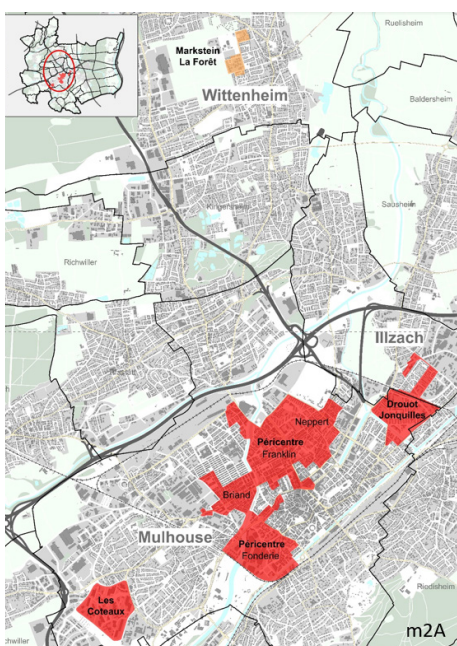 Ruelisheim
Markstein
La Forêt
Wittenheim
Baldersheim
Kingersheim
Sausheim
Richwiller
Illzach
Drouot
Jonquilles
Neppert
Péricentre
Franklin
Briand
Mulhouse
Péricentre
Fonderie
Les
Coteaux
Riedisheim
m2A